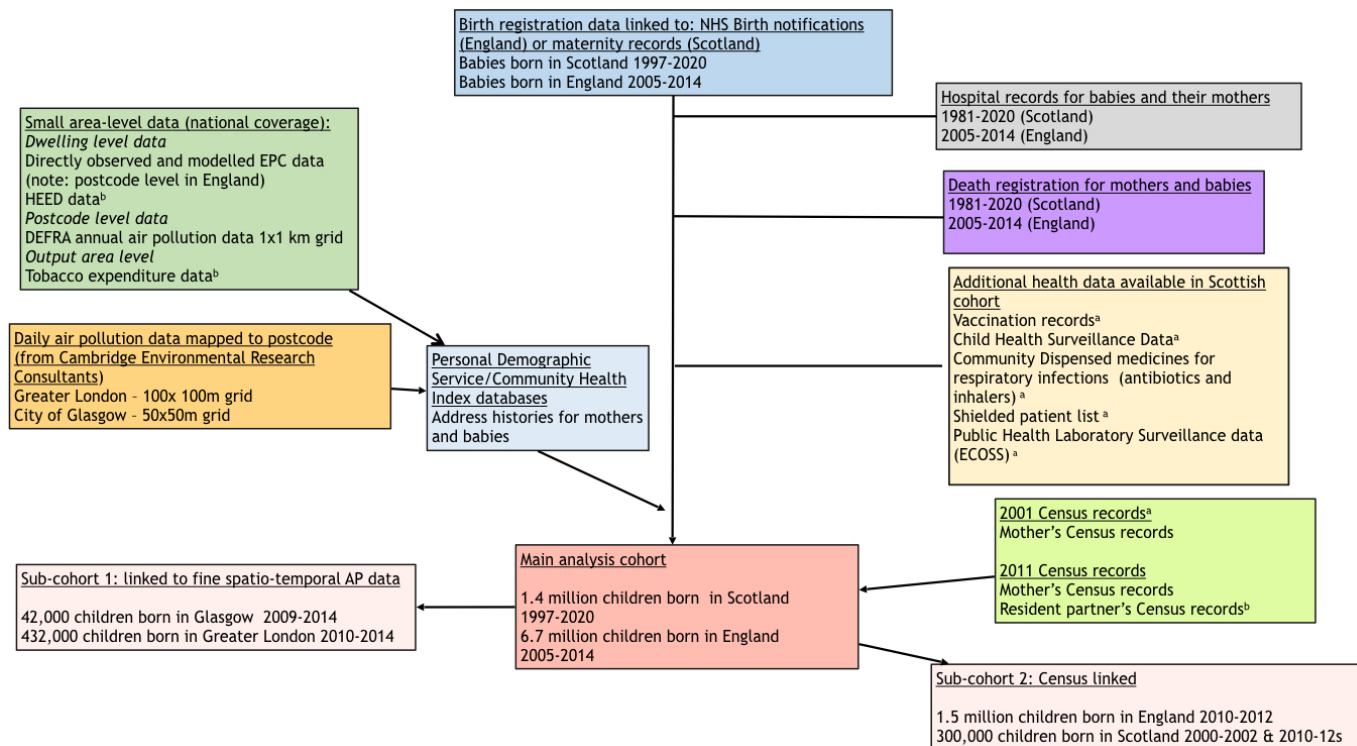 Birth registration data linked to: NHS Birth notifications
(England) or maternity records (Scotland)
Babies born in Scotland 1997-2020
Babies born in England 2005-2014
Hospital records for babies and their mothers
1981-2020 (Scotland)
2005-2014 (England)
Small area-level data (national coverage):
Dwelling level data
Directly observed and modelled EPC data
(note: postcode level in England)
HEED dataᵇ
Postcode level data
DEFRA annual air pollution data 1x1 km grid
Output area level
Tobacco expenditure dataᵇ
Death registration for mothers and babies
1981-2020 (Scotland)
2005-2014 (England)
Additional health data available in Scottish
cohort
Vaccination recordsᵃ
Child Health Surveillance Dataᵃ
Community Dispensed medicines for
respiratory infections (antibiotics and
inhalers) ᵃ
Shielded patient list ᵃ
Public Health Laboratory Surveillance data
(ECOSS) ᵃ
Daily air pollution data mapped to postcode
(from Cambridge Environmental Research
Consultants)
Greater London – 100x 100m grid
City of Glasgow – 50x50m grid
Personal Demographic
Service/Community Health
Index databases
Address histories for mothers
and babies
2001 Census recordsᵃ
Mother’s Census records
2011 Census records
Mother’s Census records
Resident partner’s Census recordsᵇ
Main analysis cohort
1.4 million children born in Scotland
1997-2020
6.7 million children born in England
2005-2014
Sub-cohort 1: linked to fine spatio-temporal AP data
42,000 children born in Glasgow 2009-2014
432,000 children born in Greater London 2010-2014
Sub-cohort 2: Census linked
1.5 million children born in England 2010-2012
300,000 children born in Scotland 2000-2002 & 2010-12s